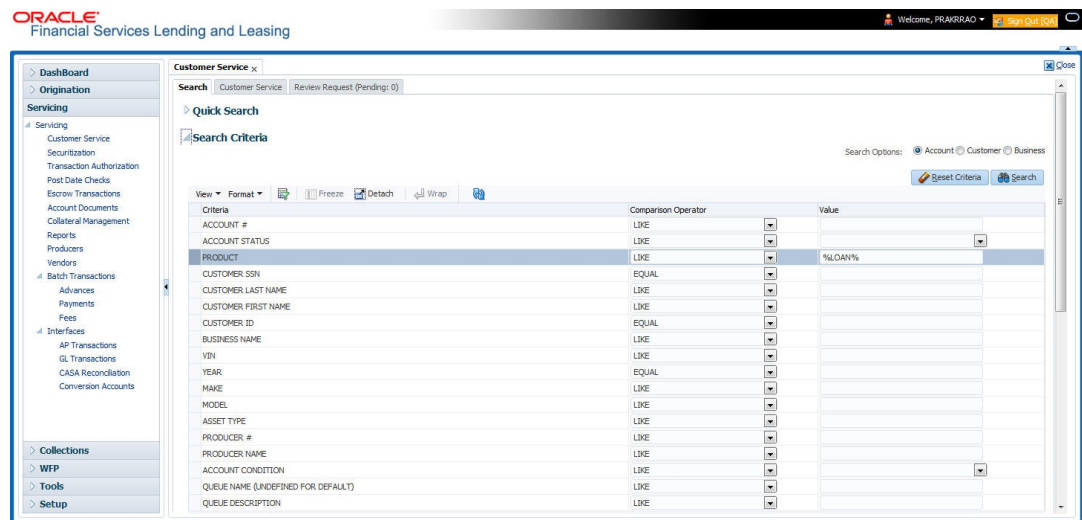 ORACLE®
Financial Services Lending and Leasing
Welcome, PRAKRRAO
Sign Out [QA]
DashBoard
Origination
Servicing
Servicing
Customer Service
Securitization
Transaction Authorization
Post Date Checks
Escrow Transactions
Account Documents
Collateral Management
Reports
Producers
Vendors
Batch Transactions
Advances
Payments
Fees
Interfaces
AP Transactions
GL Transactions
CASA Reconciliation
Conversion Accounts
Collections
WFP
Tools
Setup
Customer Service x
Close
Search Customer Service Review Request (Pending: 0)
Quick Search
Search Criteria
Search Options: Account Customer Business
Reset Criteria Search
View Format Freeze Detach Wrap
Criteria Comparison Operator Value
ACCOUNT # LIKE
ACCOUNT STATUS LIKE
PRODUCT LIKE %LOAN%
CUSTOMER SSN EQUAL
CUSTOMER LAST NAME LIKE
CUSTOMER FIRST NAME LIKE
CUSTOMER ID EQUAL
BUSINESS NAME LIKE
VIN LIKE
YEAR EQUAL
MAKE LIKE
MODEL LIKE
ASSET TYPE LIKE
PRODUCER # LIKE
PRODUCER NAME LIKE
ACCOUNT CONDITION LIKE
QUEUE NAME (UNDEFINED FOR DEFAULT) LIKE
QUEUE DESCRIPTION LIKE